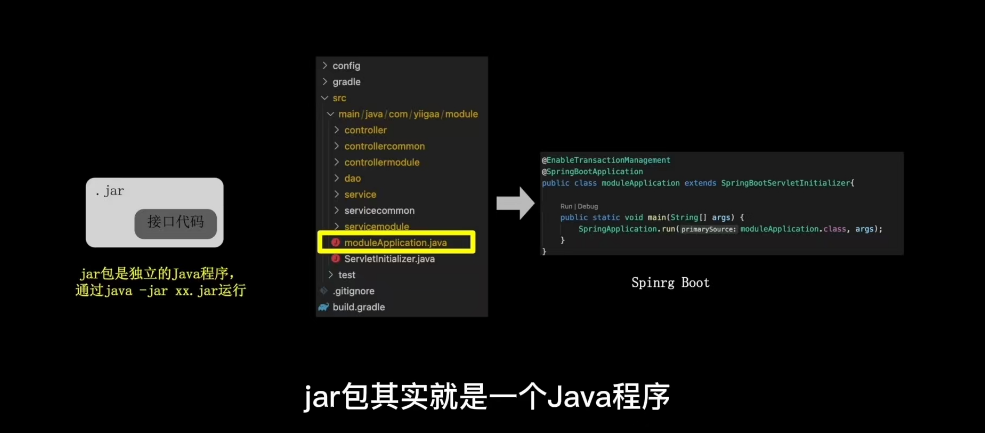 .jar
接口代码
jar包是独立的Java程序，
通过java -jar xx.jar运行
config
gradle
src
main/java/com/yiigaa/module
controller
controllercommon
controllermodule
dao
service
servicecommon
servicemodule
moduleApplication.java
ServletInitializer.java
test
.gitignore
build.gradle
@EnableTransactionManagement
@SpringBootApplication
public class moduleApplication extends SpringBootServletInitializer{
Run | Debug
public static void main(String[] args) {
SpringApplication.run(primarySource: moduleApplication.class, args);
}
}
Spinrg Boot
jar包其实就是一个Java程序